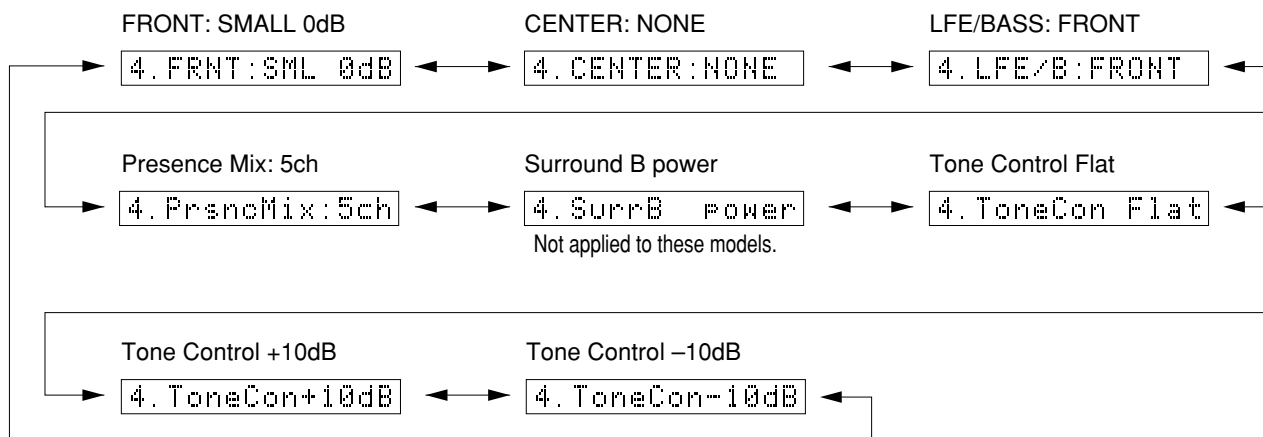 FRONT: SMALL 0dB
CENTER: NONE
LFE/BASS: FRONT
4.FRNT:SML 0dB
4.CENTER:NONE
4.LFE/B:FRONT
Presence Mix: 5ch
Surround B power
Tone Control Flat
4.PrsncMix:5ch
4.SurrB power
4.ToneCon Flat
Not applied to these models.
Tone Control +10dB
Tone Control –10dB
4.ToneCon+10dB
4.ToneCon-10dB